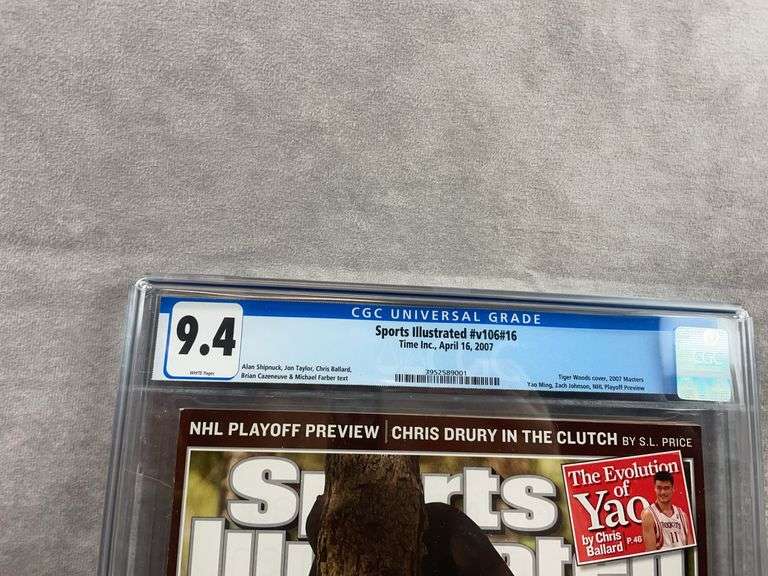 CGC UNIVERSAL GRADE
9.4
WHITE Pages
Sports Illustrated #v106#16
Time Inc., April 16, 2007
Alan Shipnuck, Jon Taylor, Chris Ballard,
Brian Cazeneuve & Michael Farber text
3952589001
Tiger Woods cover, 2007 Masters
Yao Ming, Zach Johnson, NHL Playoff Preview
CGC
NHL PLAYOFF PREVIEW | CHRIS DRURY IN THE CLUTCH BY S.L. PRICE
The Evolution
of
Yao
by Chris
Ballard P.46
ROCKETS
11